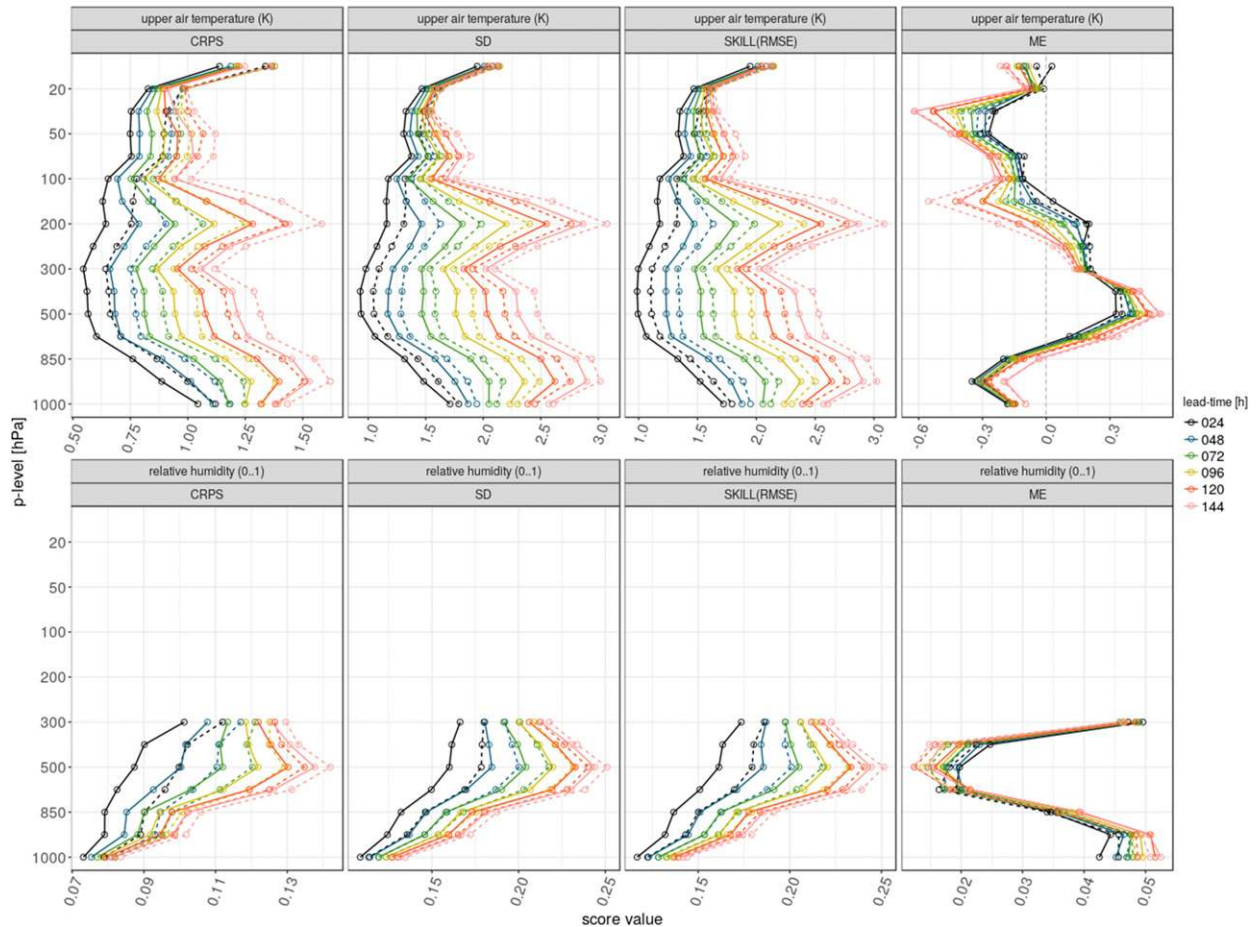 upper air temperature (K) upper air temperature (K) upper air temperature (K) upper air temperature (K)
CRPS SD SKILL(RMSE) ME
20
50
100
200
300
500
850
1000
0.50 0.75 1.00 1.25 1.50 1.0 1.5 2.0 2.5 3.0 1.0 1.5 2.0 2.5 3.0 -0.6 -0.3 0.0 0.3
p-level [hPa]
lead-time [h]
024
048
072
096
120
144
relative humidity (0..1) relative humidity (0..1) relative humidity (0..1) relative humidity (0..1)
CRPS SD SKILL(RMSE) ME
20
50
100
200
300
500
850
1000
0.07 0.09 0.11 0.13 0.15 0.20 0.25 0.15 0.20 0.25 0.02 0.03 0.04 0.05
score value